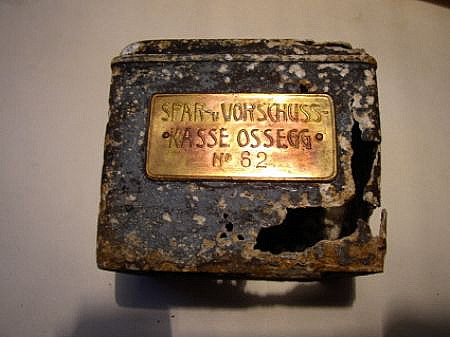 SPAR- u. VORSCHUSS-
KASSE OSSEGG
No 62